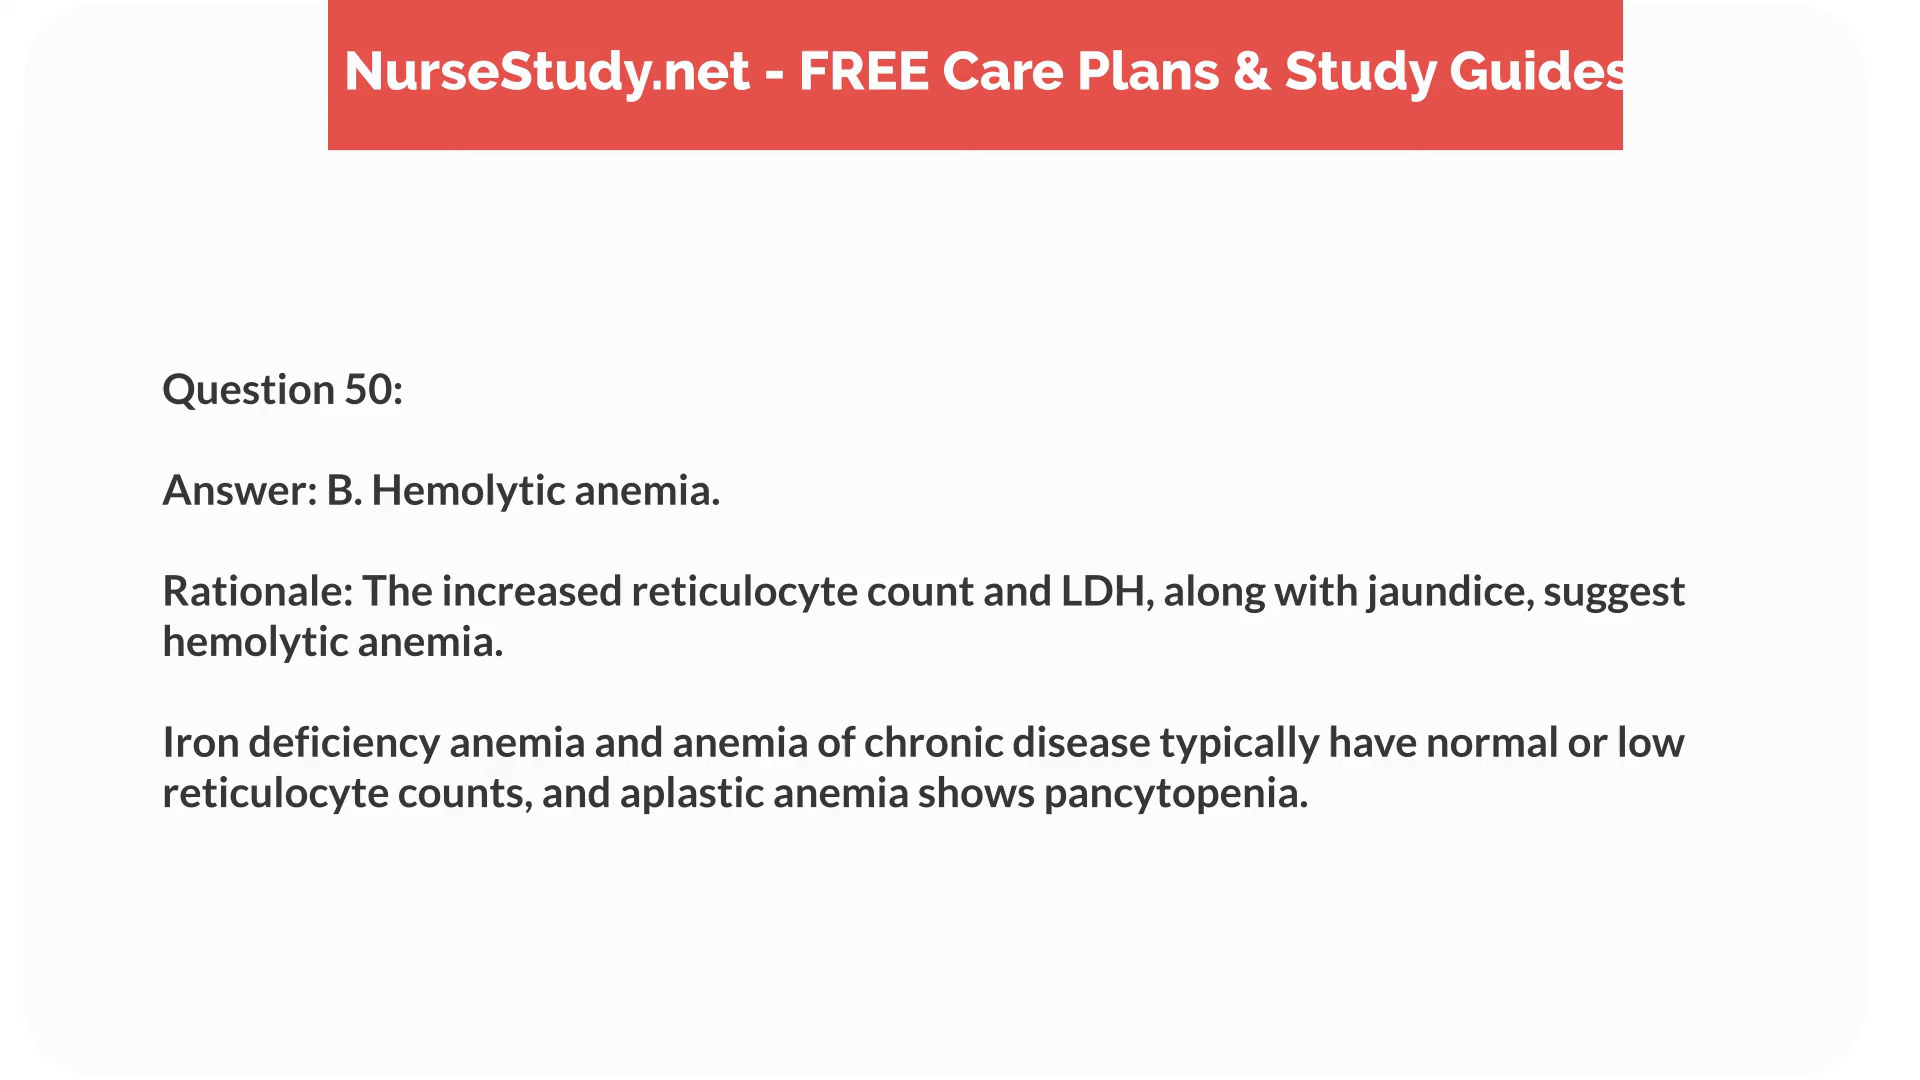 NurseStudy.net - FREE Care Plans & Study Guides
Question 50:
Answer: B. Hemolytic anemia.
Rationale: The increased reticulocyte count and LDH, along with jaundice, suggest
hemolytic anemia.
Iron deficiency anemia and anemia of chronic disease typically have normal or low
reticulocyte counts, and aplastic anemia shows pancytopenia.